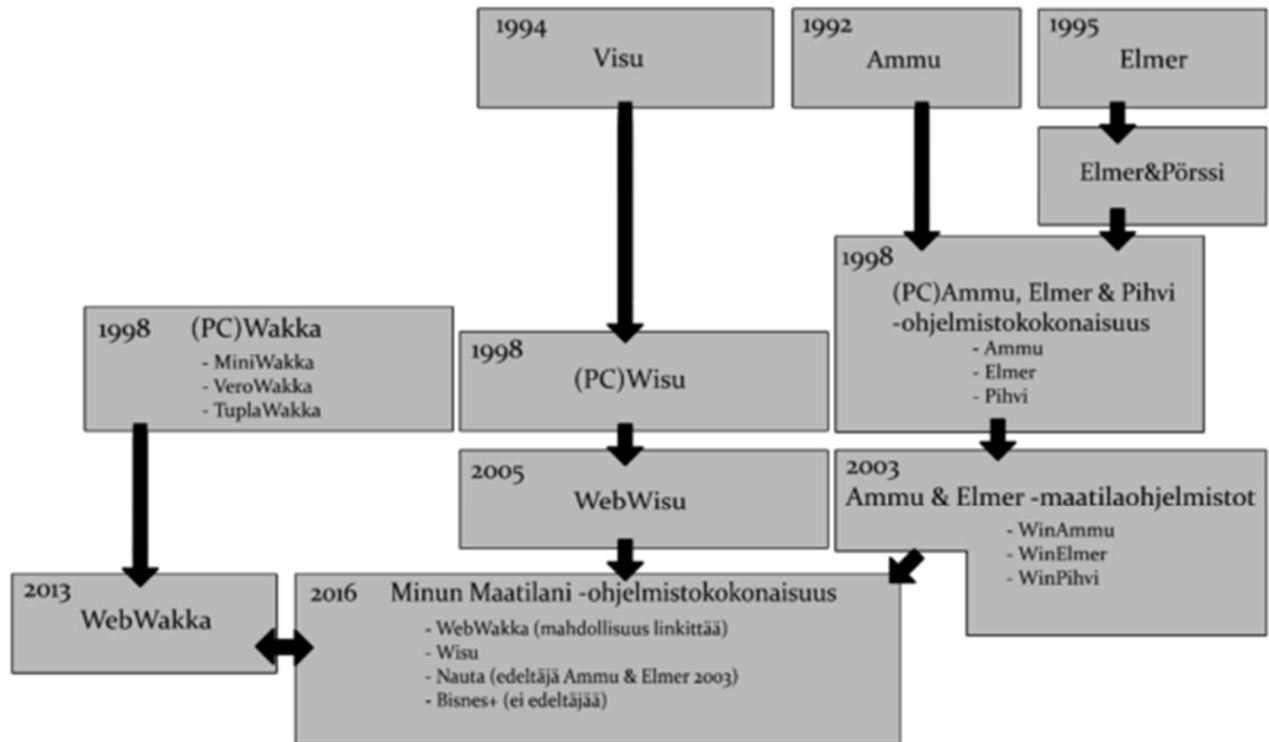 1994
Visu
1992
Ammu
1995
Elmer
Elmer&Pörssi
1998
(PC)Ammu, Elmer & Pihvi
-ohjelmistokokonaisuus
- Ammu
- Elmer
- Pihvi
1998 (PC)Wakka
- MiniWakka
- VeroWakka
- TuplaWakka
1998
(PC)Wisu
2005
WebWisu
2003
Ammu & Elmer -maatilaohjelmistot
- WinAmmu
- WinElmer
- WinPihvi
2013
WebWakka
2016 Minun Maatilani -ohjelmistokokonaisuus
- WebWakka (mahdollisuus linkittää)
- Wisu
- Nauta (edeltäjä Ammu & Elmer 2003)
- Bisnes+ (ei edeltäjää)